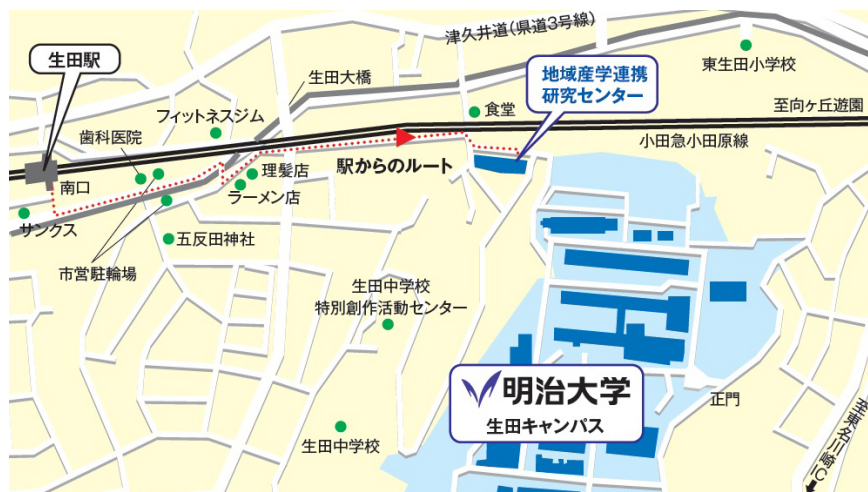 津久井道(県道3号線)
生田駅
生田大橋
地域産学連携
研究センター
東生田小学校
フィットネスジム
食堂
至向ヶ丘遊園
歯科医院
小田急小田原線
駅からのルート
理髪店
南口
ラーメン店
サンクス
五反田神社
市営駐輪場
生田中学校
特別創作活動センター
明治大学
生田キャンパス
正門
生田中学校
至東名川崎IC